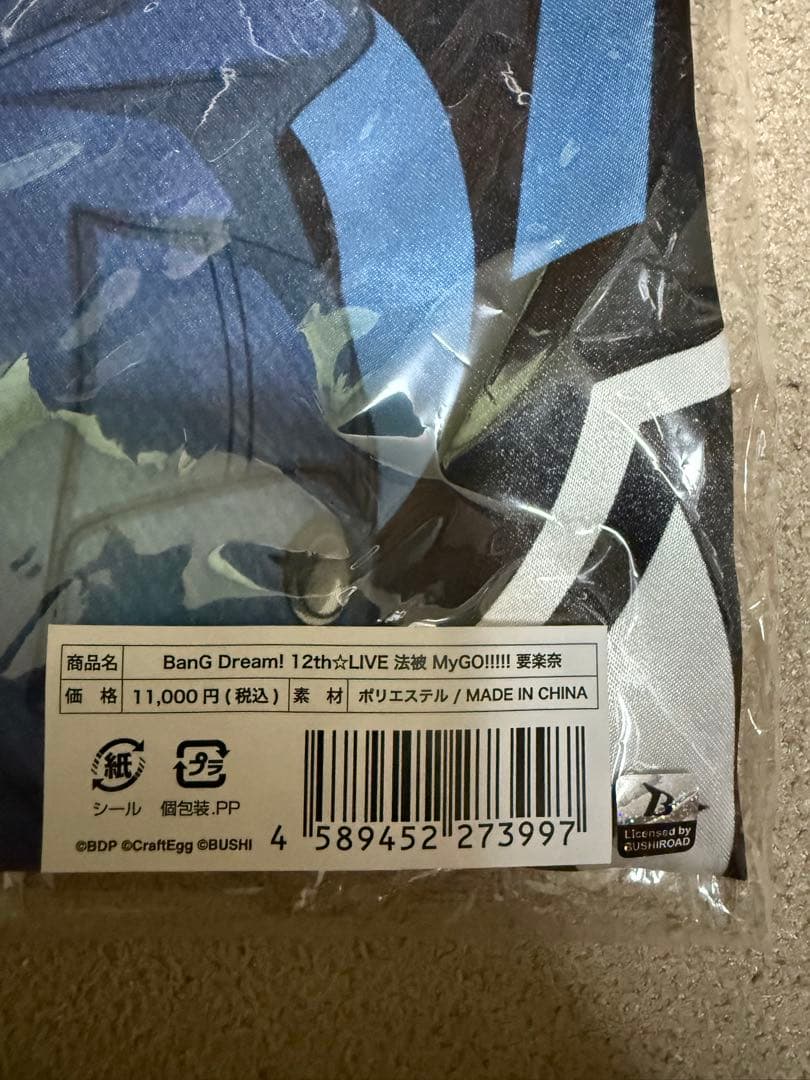 商品名 BanG Dream! 12th☆LIVE 法被 MyGO!!!!! 要楽奈
価 格 11,000円(税込) 素 材 ポリエステル / MADE IN CHINA
紙 プラ
シール 個包装.PP
©BDP ©CraftEgg ©BUSHI 4 589452 273997
B
Licensed by
BUSHIROAD